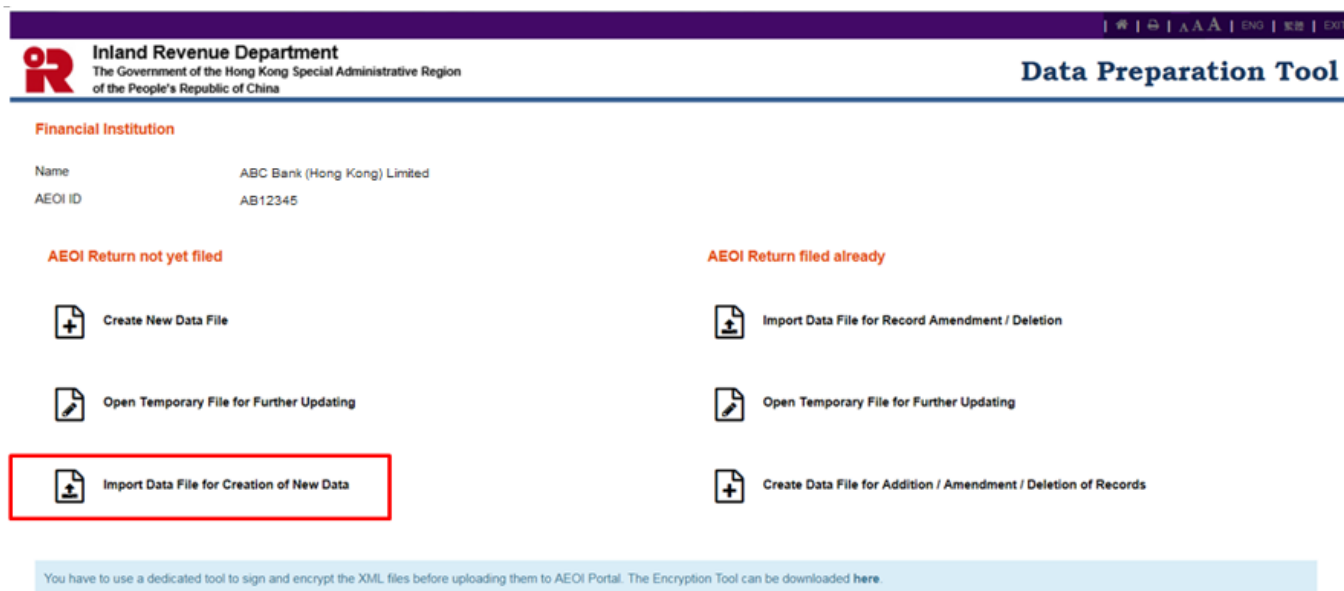 | | A A A | ENG | 繁體 | EXIT
Inland Revenue Department
The Government of the Hong Kong Special Administrative Region
of the People's Republic of China
Data Preparation Tool
Financial Institution
Name ABC Bank (Hong Kong) Limited
AEOI ID AB12345
AEOI Return not yet filed
AEOI Return filed already
Create New Data File
Import Data File for Record Amendment / Deletion
Open Temporary File for Further Updating
Open Temporary File for Further Updating
Import Data File for Creation of New Data
Create Data File for Addition / Amendment / Deletion of Records
You have to use a dedicated tool to sign and encrypt the XML files before uploading them to AEOI Portal. The Encryption Tool can be downloaded here.